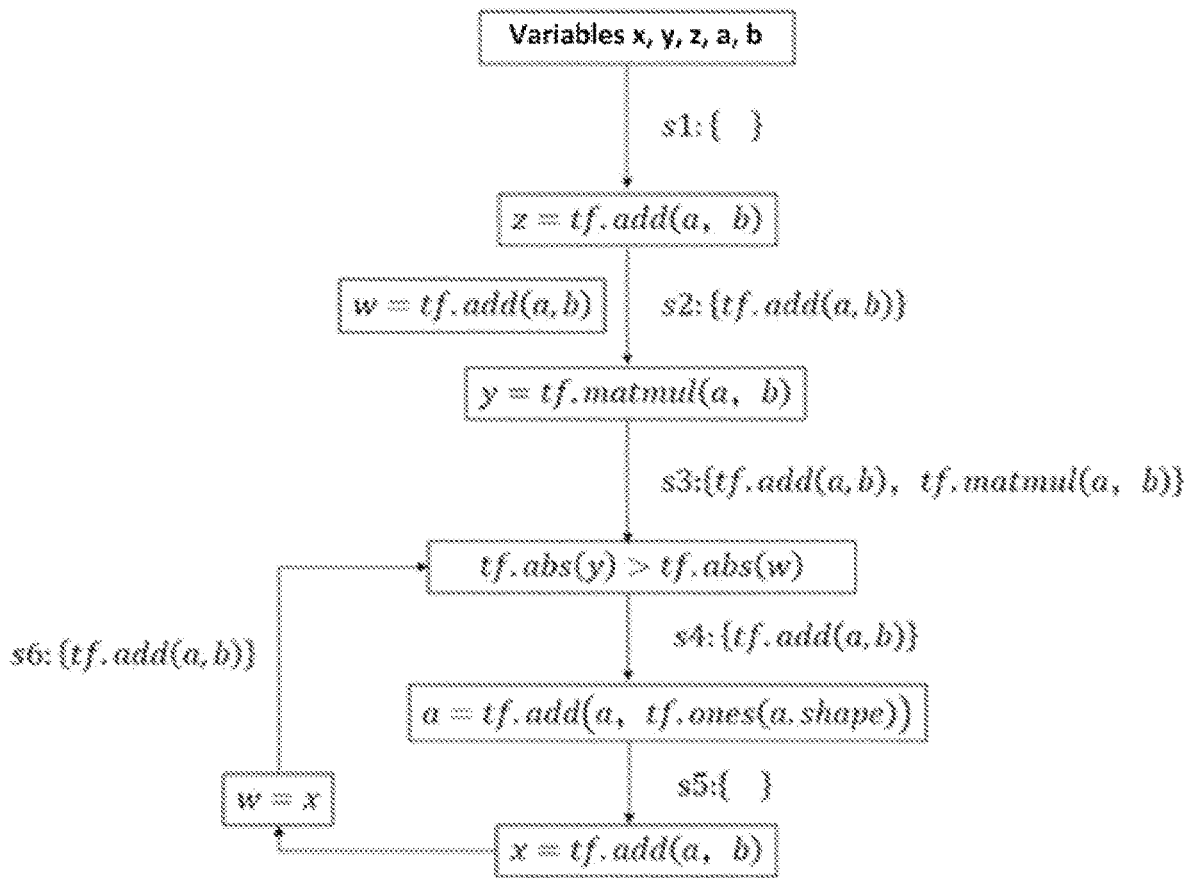 Variables x, y, z, a, b
s1:{ }
z = tf.add(a, b)
w = tf.add(a,b)
s2:{tf.add(a,b)}
y = tf.matmul(a, b)
s3:{tf.add(a,b), tf.matmul(a, b)}
tf.abs(y) > tf.abs(w)
s4:{tf.add(a,b)}
s6:{tf.add(a,b)}
a = tf.add(a, tf.ones(a.shape))
s5:{ }
w = x
x = tf.add(a, b)